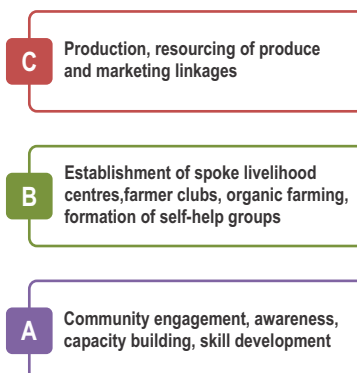 C
Production, resourcing of produce
and marketing linkages
B
Establishment of spoke livelihood
centres,farmer clubs, organic farming,
formation of self-help groups
A
Community engagement, awareness,
capacity building, skill development